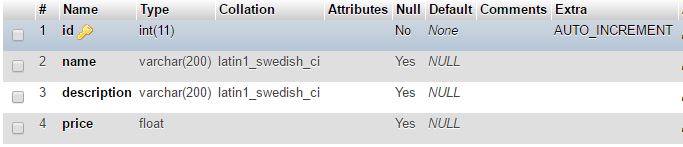 # Name Type Collation Attributes Null Default Comments Extra
1 id int(11) No None AUTO_INCREMENT
2 name varchar(200) latin1_swedish_ci Yes NULL
3 description varchar(200) latin1_swedish_ci Yes NULL
4 price float Yes NULL